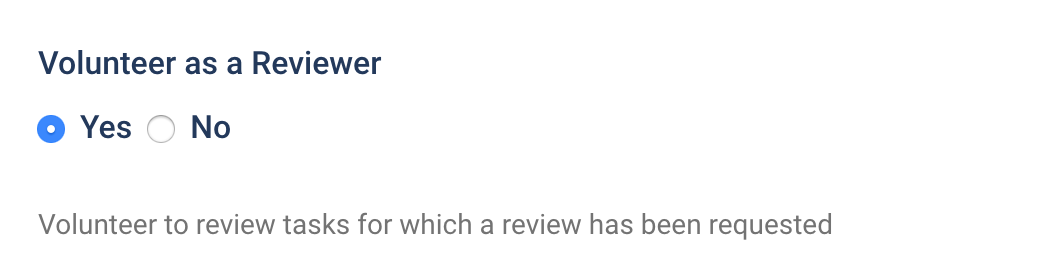 Volunteer as a Reviewer
Yes No
Volunteer to review tasks for which a review has been requested